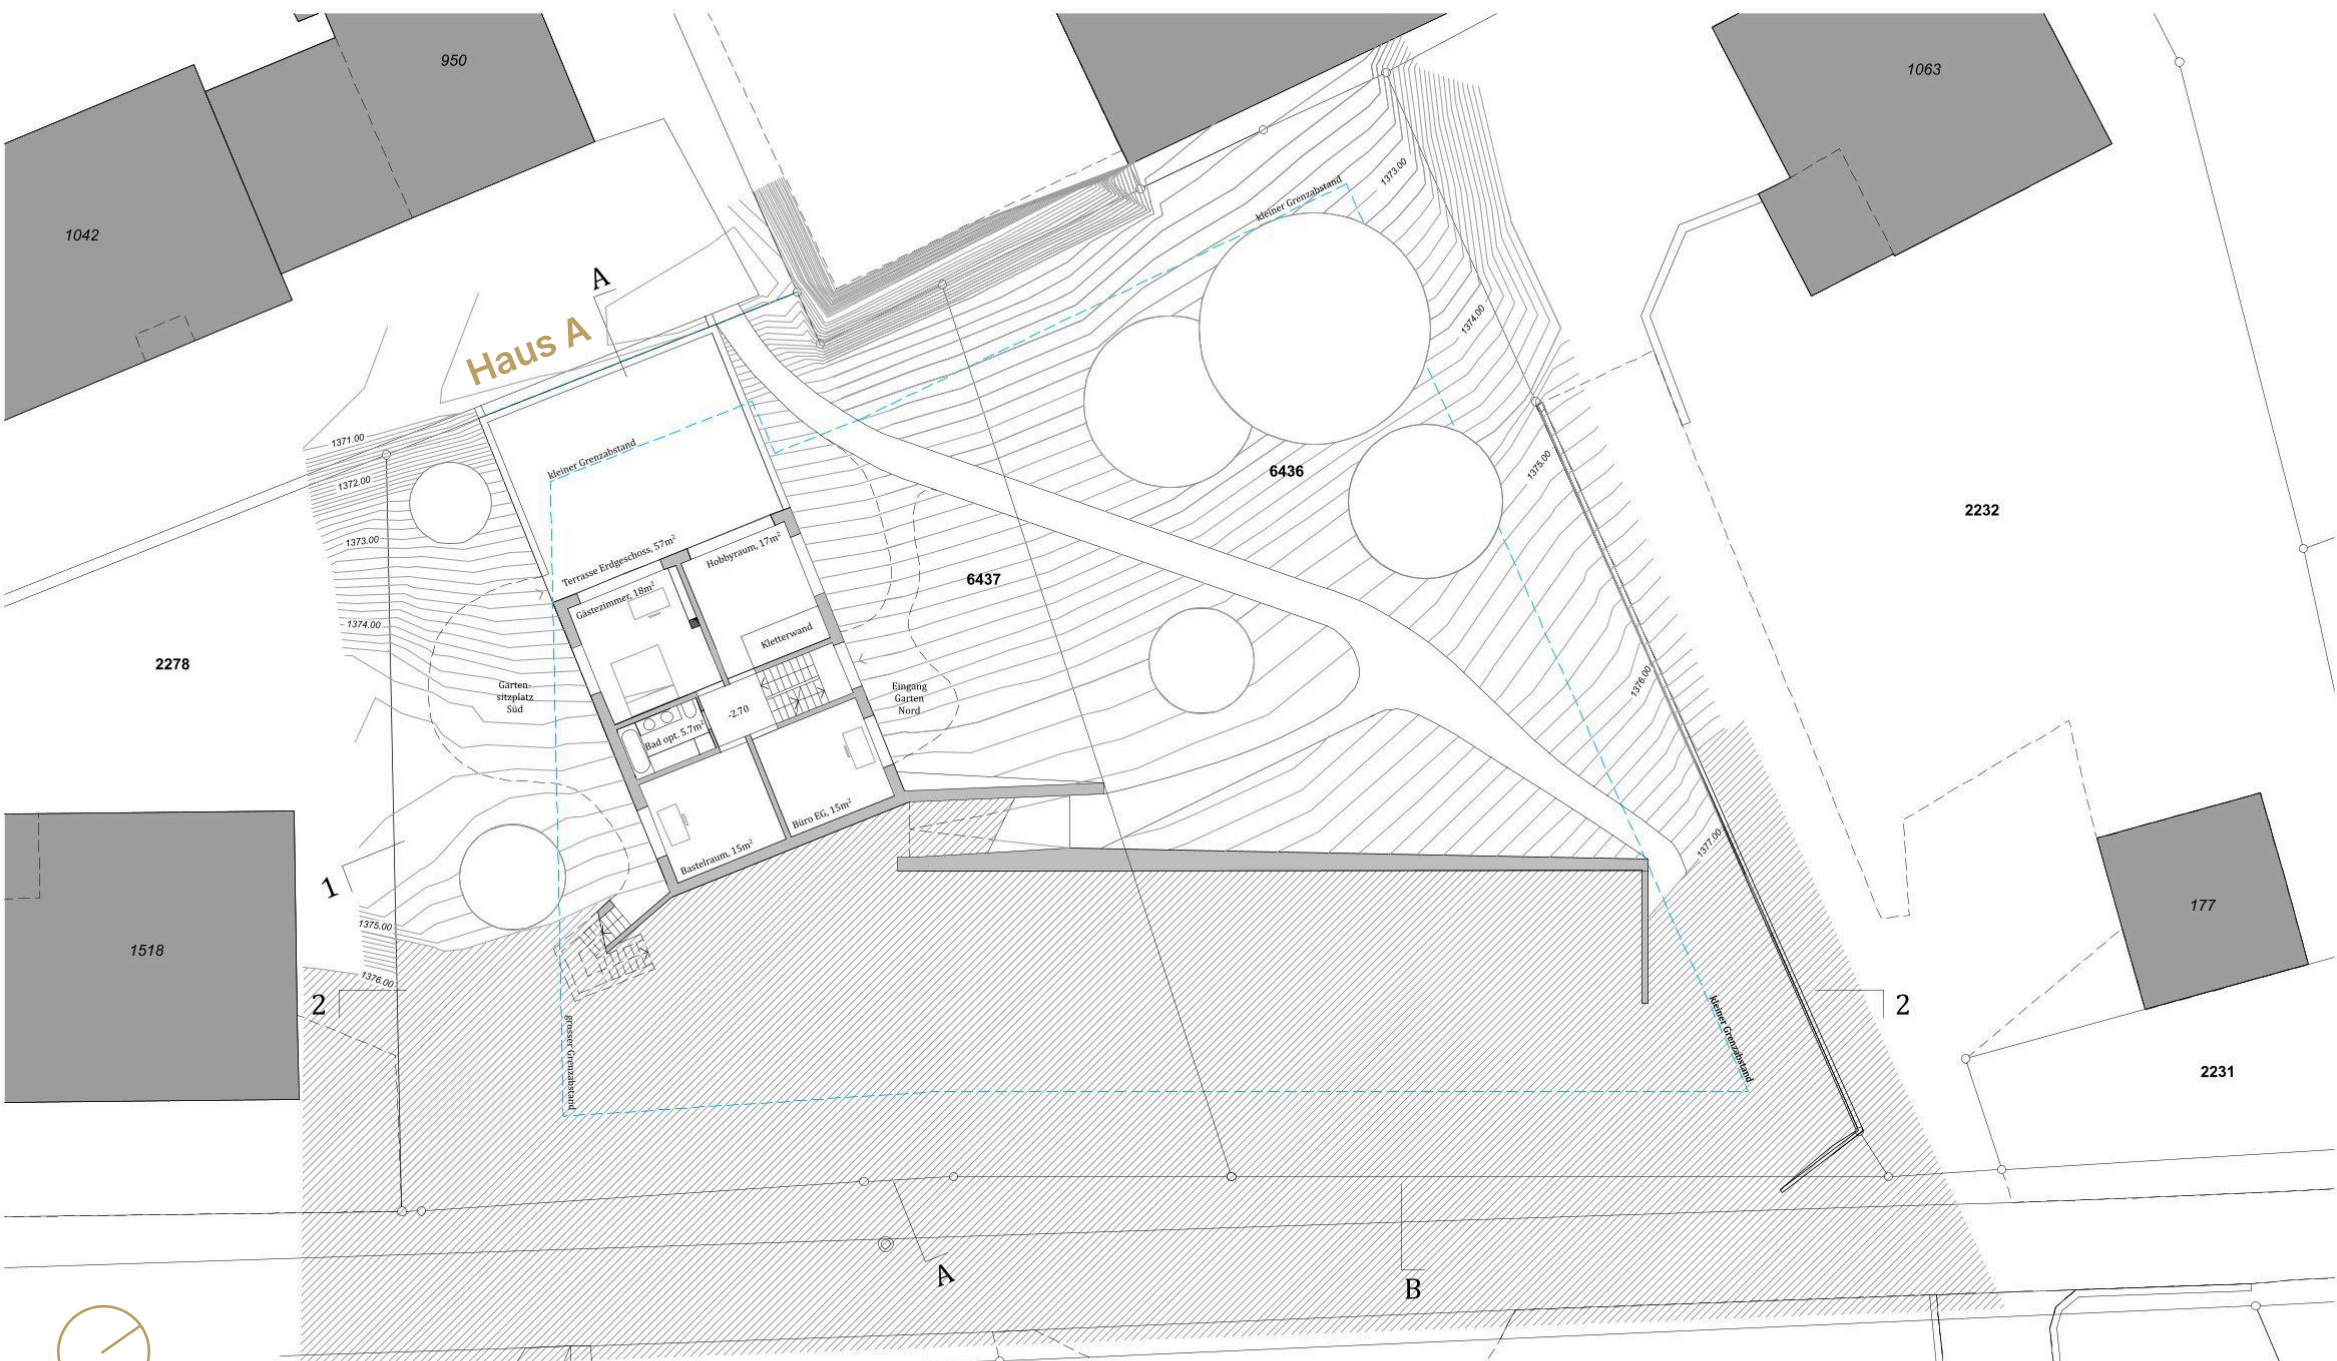 950
1063
1042
A
Haus A
kleiner Grenzabstand
1373.00
1374.00
1371.00
1372.00
kleiner Grenzabstand
6436
1375.00
2232
1373.00
Terrasse Erdgeschoss, 57m²
Hobbyraum, 17m²
6437
Gästezimmer, 18m²
1374.00
Kletterwand
2278
Garten-
sitzplatz
Süd
Eingang
Garten
Nord
1376.00
-2.70
Bad opt. 5.7m²
Büro EG, 15m²
Bastelraum, 15m²
1377.00
1
177
1375.00
1518
1376.00
2
2
kleiner Grenzabstand
grosser Grenzabstand
2231
A
B